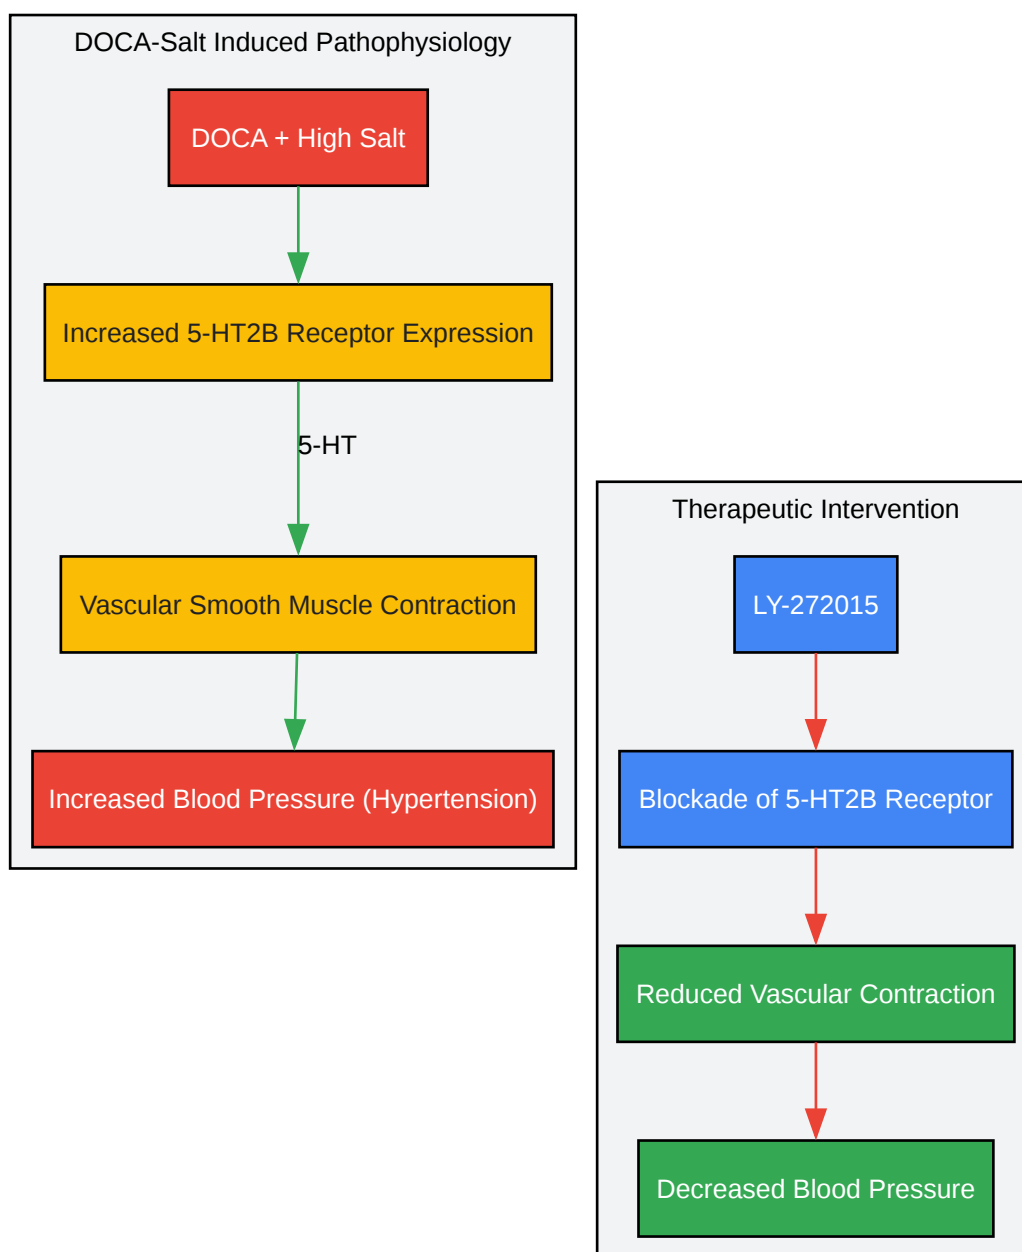 DOCA-Salt Induced Pathophysiology
DOCA + High Salt
Increased 5-HT2B Receptor Expression
5-HT
Vascular Smooth Muscle Contraction
Increased Blood Pressure (Hypertension)
Therapeutic Intervention
LY-272015
Blockade of 5-HT2B Receptor
Reduced Vascular Contraction
Decreased Blood Pressure